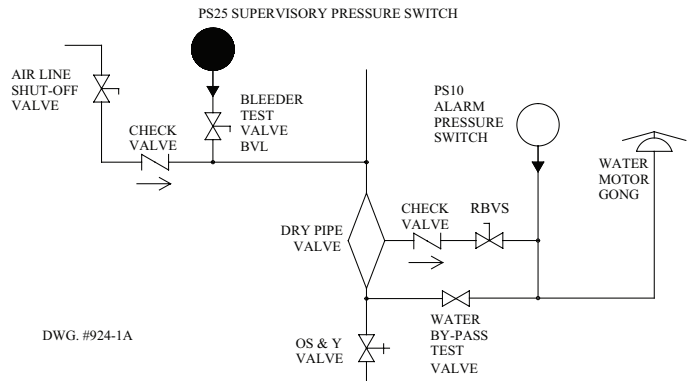 PS25 SUPERVISORY PRESSURE SWITCH
AIR LINE
SHUT-OFF
VALVE
CHECK
VALVE
BLEEDER
TEST
VALVE
BVL
PS10
ALARM
PRESSURE
SWITCH
WATER
MOTOR
GONG
DRY PIPE
VALVE
CHECK
VALVE
RBVS
DWG. #924-1A
OS & Y
VALVE
WATER
BY-PASS
TEST
VALVE